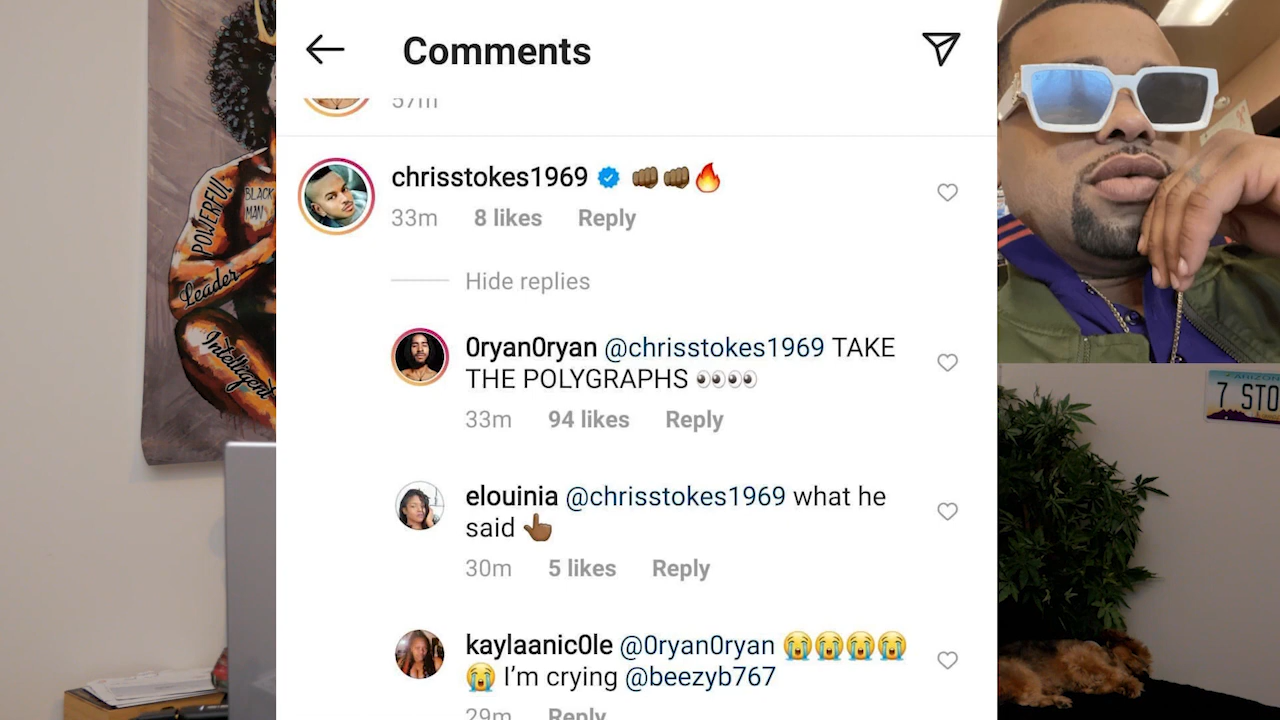 Comments
57m
chrisstokes1969 👊🏾👊🏾🔥
33m 8 likes Reply
Hide replies
0ryan0ryan @chrisstokes1969 TAKE
THE POLYGRAPHS 👀👀
33m 94 likes Reply
elouinia @chrisstokes1969 what he
said 👆🏾
30m 5 likes Reply
kaylaanic0le @0ryan0ryan 😭😭😭😭
😭 I’m crying @beezyb767
29m Reply
POWERFUL
BLACK
MAN
Leader
Intelligent
ARIZON
7 STO